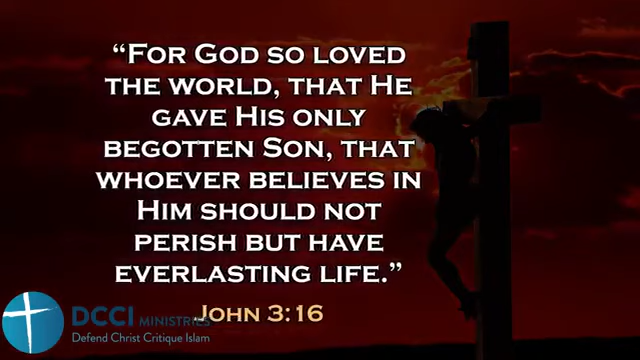 “For God so loved
the world, that He
gave His only
begotten Son, that
whoever believes in
Him should not
perish but have
everlasting life.”
John 3:16
DCCI MINISTRIES
Defend Christ Critique Islam